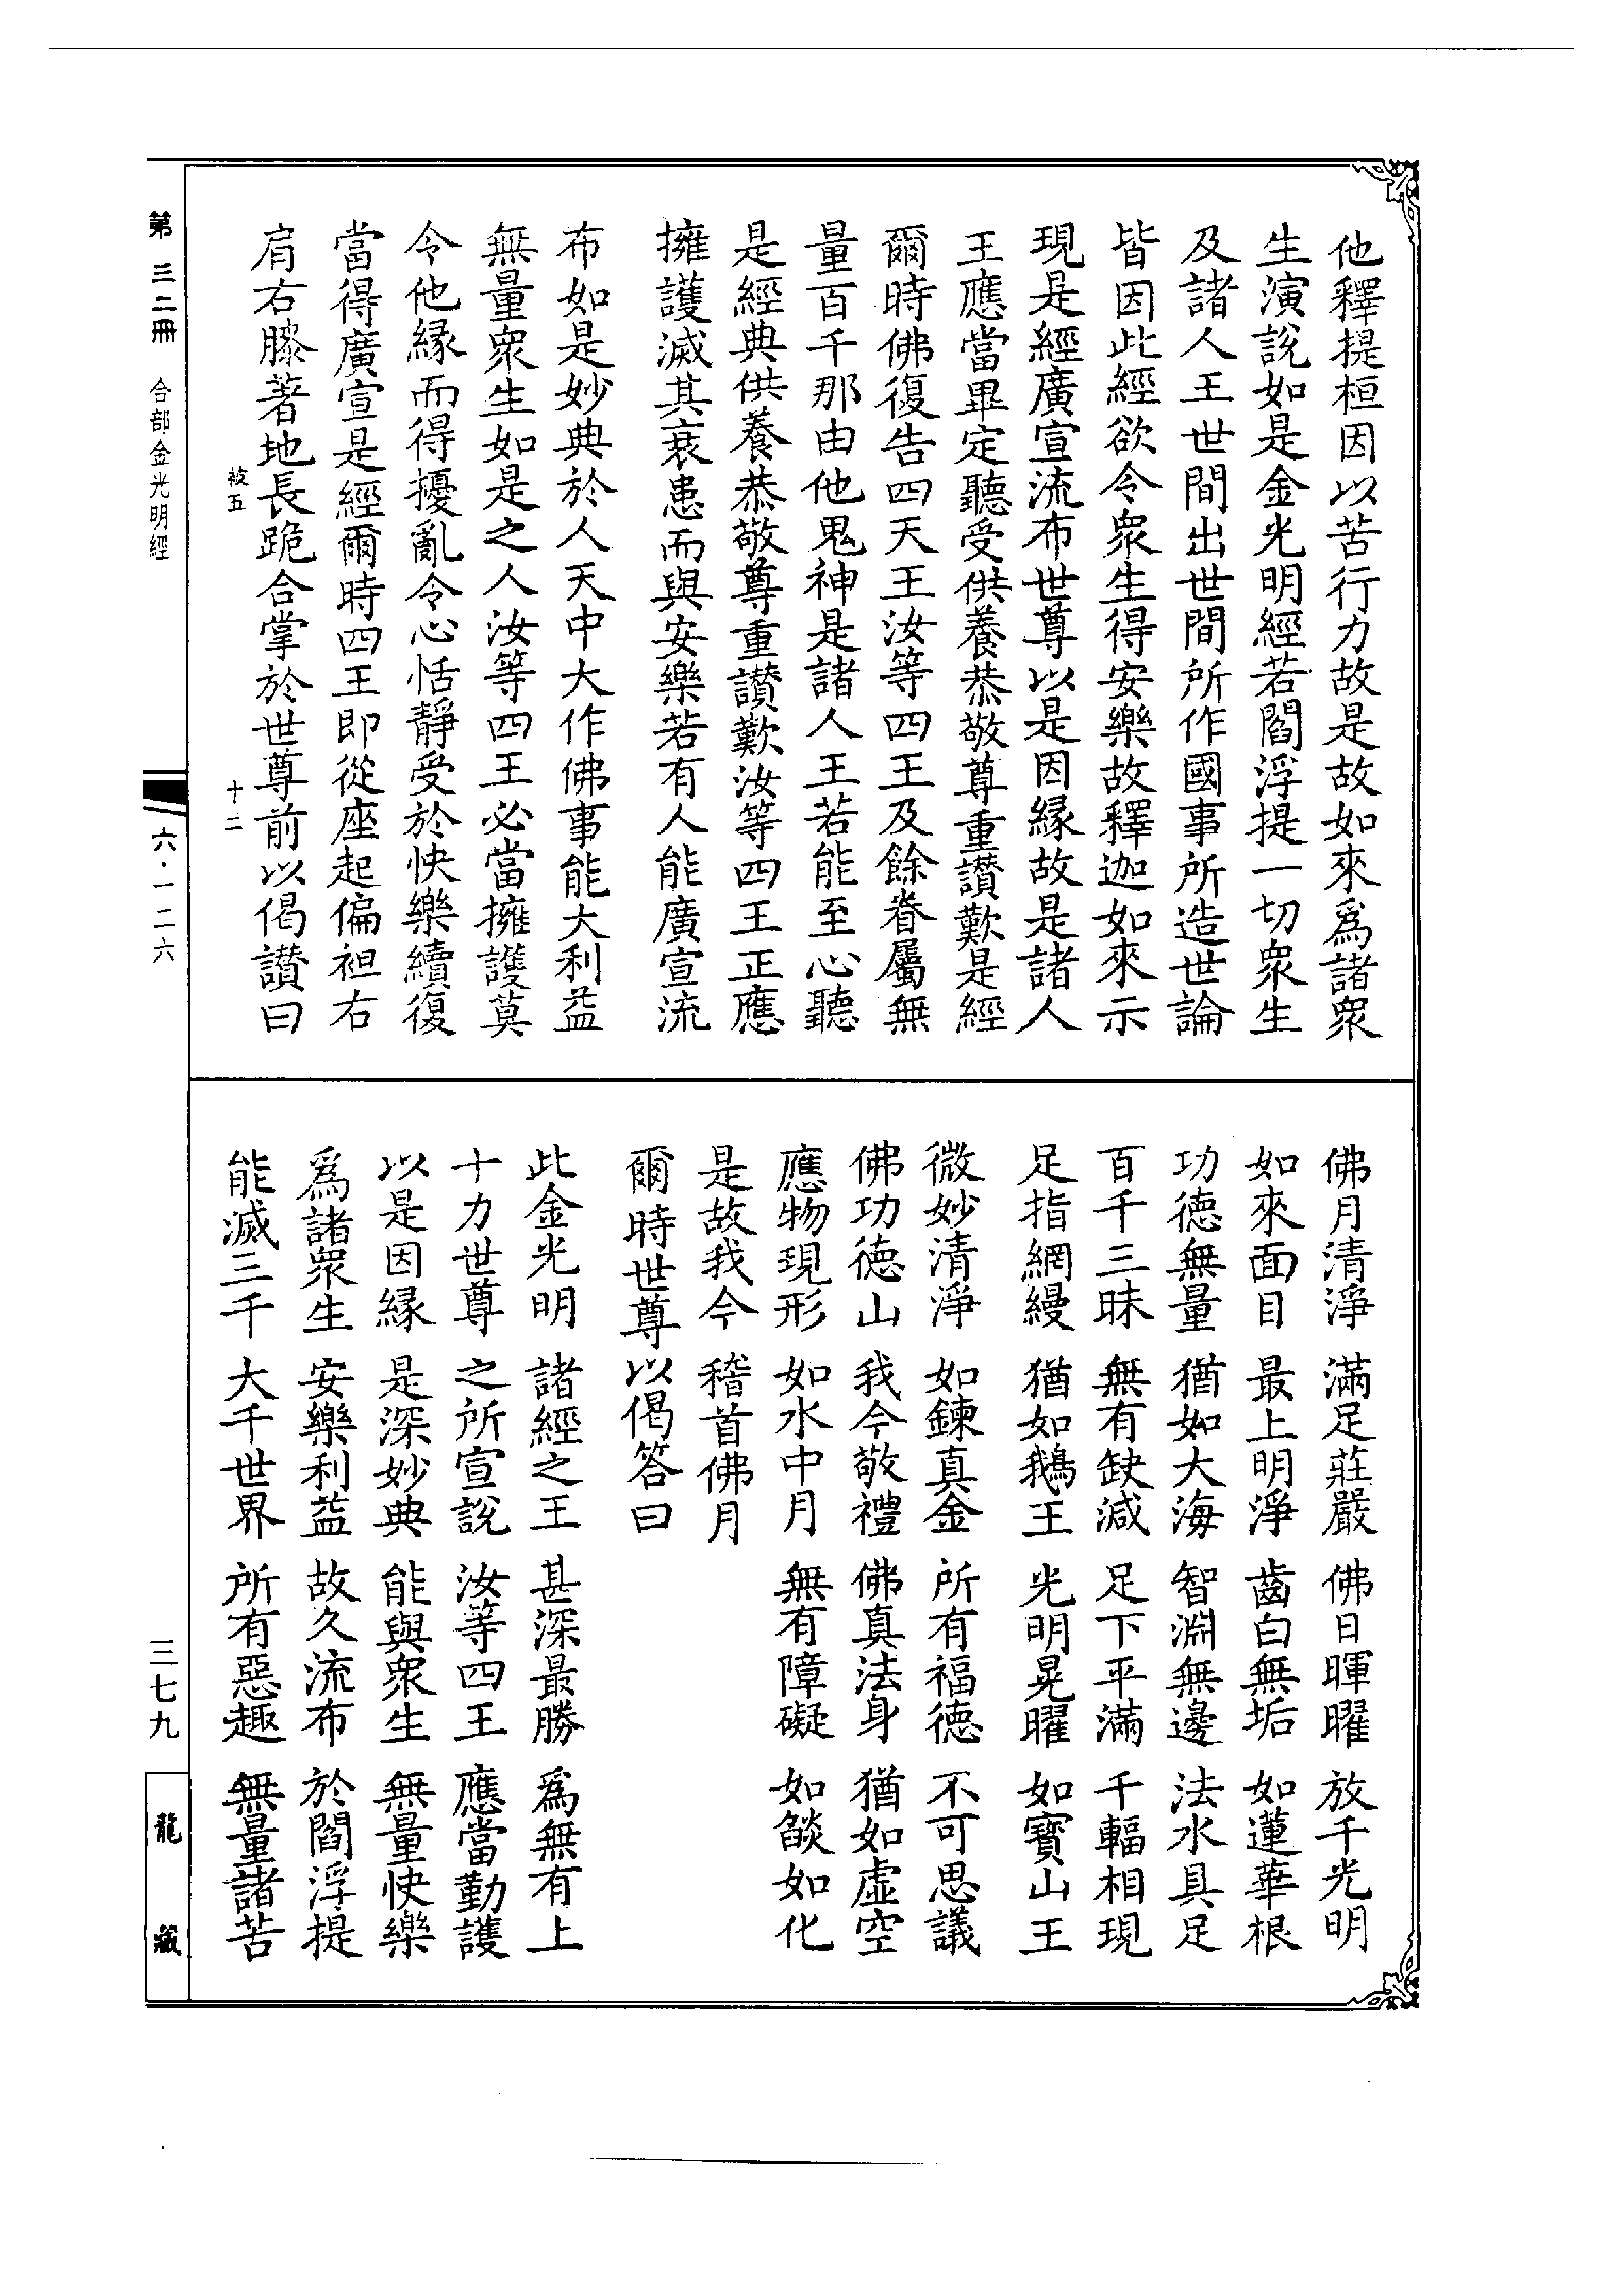 他釋提桓因以苦行力故是故如來爲諸衆
生演說如是金光明經若閻浮提一切衆生
及諸人王世間出世間所作國事所造世論
皆因此經欲令衆生得安樂故釋迦如來示
現是經廣宣流布世尊以是因緣故是諸人
王應當畢定聽受供養恭敬尊重讃歎是經
爾時佛復告四天王汝等四王及餘眷屬無
量百千那由他鬼神是諸人王若能至心聽
是經典供養恭敬尊重讃歎汝等四王正應
擁護滅其衰患而與安樂若有人能廣宣流
布如是妙典於人天中大作佛事能大利益
無量衆生如是之人汝等四王必當擁護莫
令他緣而得擾亂令心恬靜受於快樂續復
當得廣宣是經爾時四王即從座起偏袒右
肩右膝著地長跪合掌於世尊前以偈讃曰
被五 十二
佛月清淨 滿足莊嚴 佛日暉曜 放千光明
如來面目 最上明淨 齒白無垢 如蓮華根
功德無量 猶如大海 智淵無邊 法水具足
百千三昧 無有缺減 足下平滿 千輻相現
足指網縵 猶如鵝王 光明晃曜 如寶山王
微妙清淨 如鍊真金 所有福德 不可思議
佛功德山 我今敬禮 佛真法身 猶如虛空
應物現形 如水中月 無有障礙 如𦦨如化
是故我今 稽首佛月
爾時世尊以偈答曰
此金光明 諸經之王 甚深最勝 爲無有上
十力世尊 之所宣說 汝等四王 應當勤護
以是因緣 是深妙典 能與衆生 無量快樂
爲諸衆生 安樂利益 故久流布 於閻浮提
能滅三千 大千世界 所有惡趣 無量諸苦
第三二冊 合部金光明經
六·一二六
三七九
龍藏